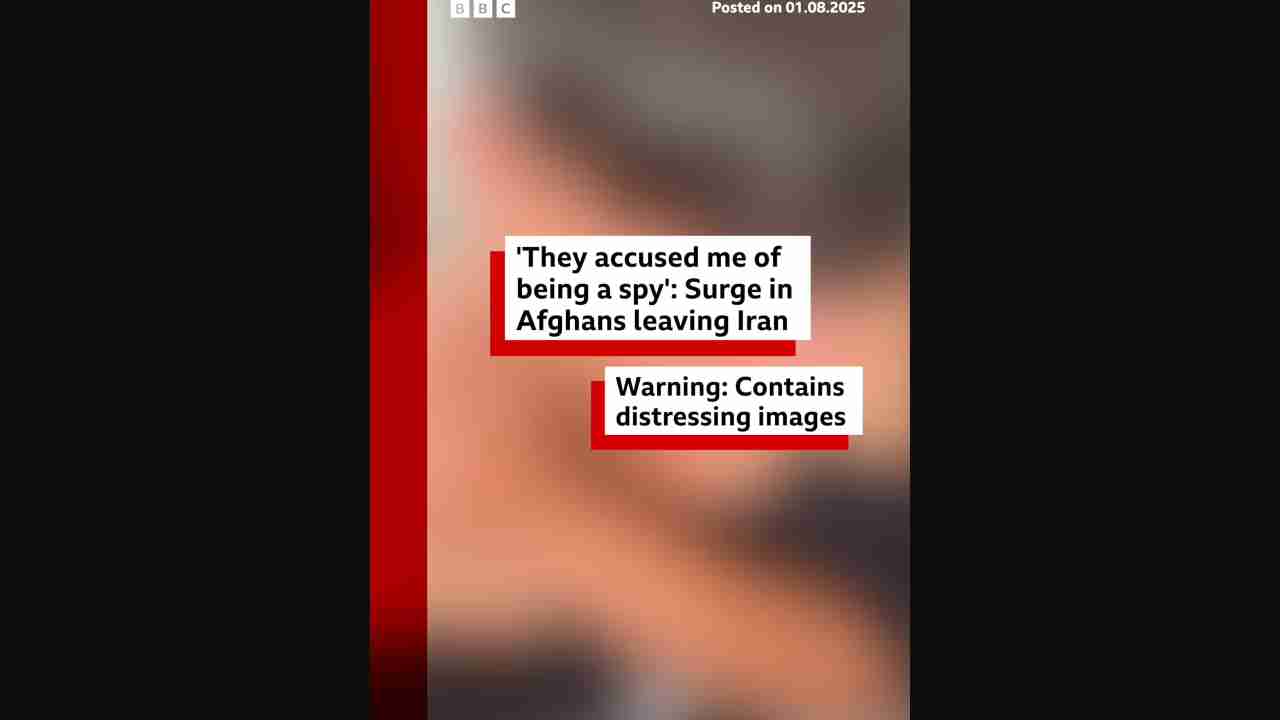 BBC
Posted on 01.08.2025
'They accused me of
being a spy': Surge in
Afghans leaving Iran
Warning: Contains
distressing images